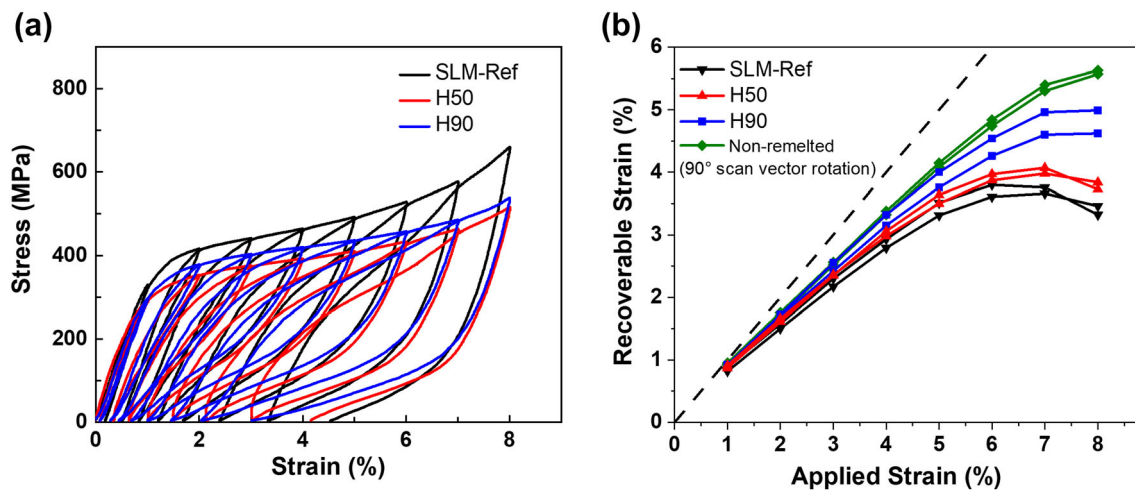 (a)
800
600
400
200
0
0
2
4
6
8
Stress (MPa)
Strain (%)
SLM-Ref
H50
H90
(b)
6
5
4
3
2
1
0
0
1
2
3
4
5
6
7
8
Recoverable Strain (%)
Applied Strain (%)
SLM-Ref
H50
H90
Non-remelted
(90° scan vector rotation)